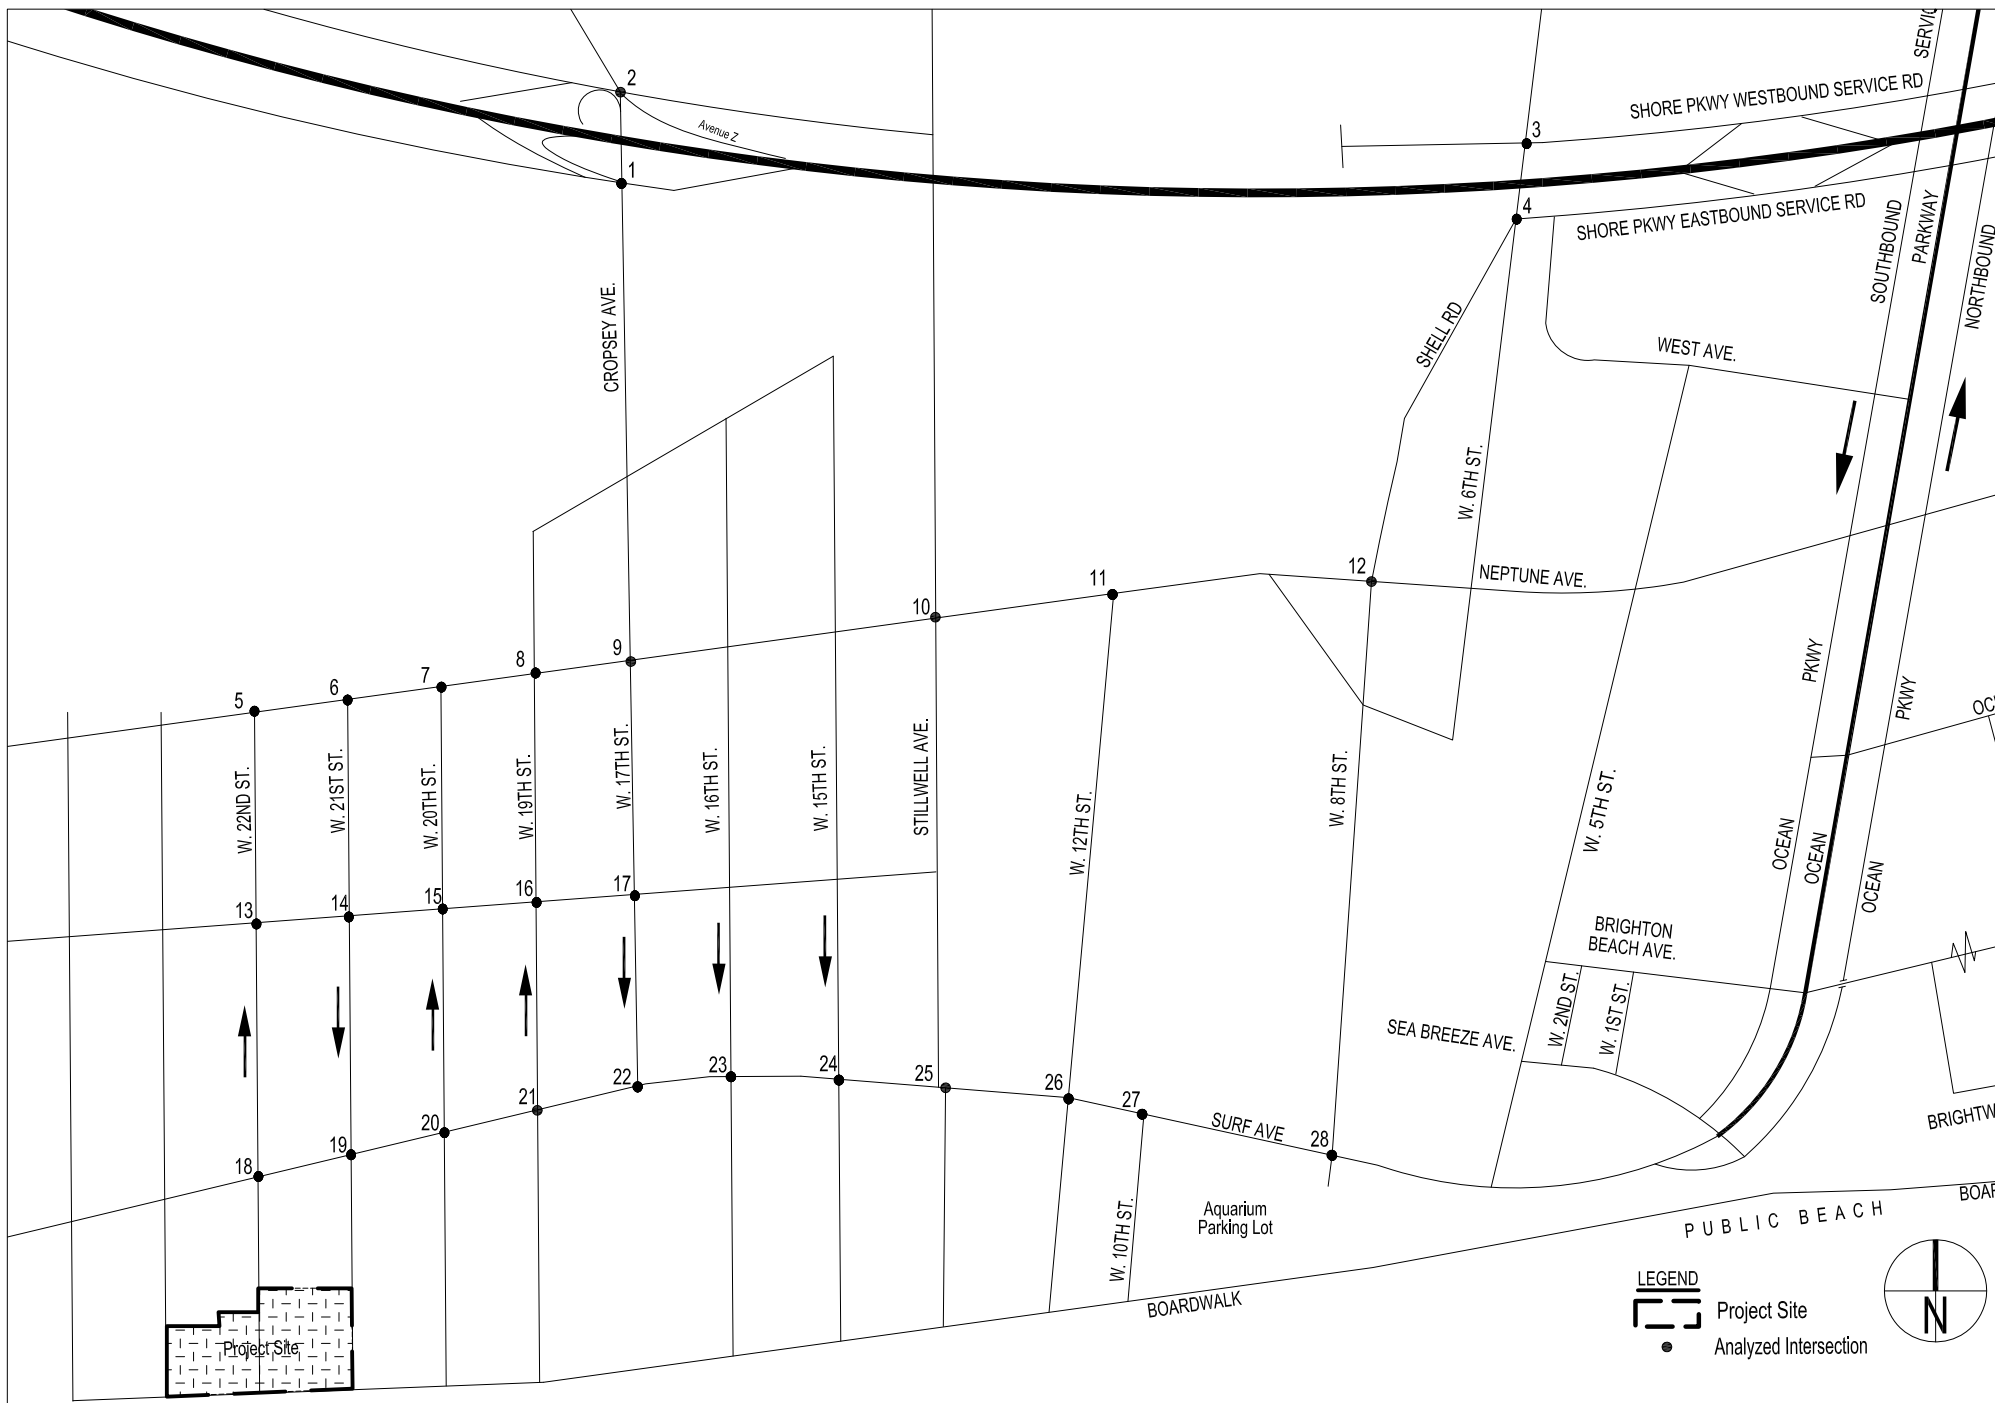 SERVIC
2
SHORE PKWY WESTBOUND SERVICE RD
Avenue Z
3
1
4
SHORE PKWY EASTBOUND SERVICE RD
SOUTHBOUND
PARKWAY
NORTHBOUND
CROPSEY AVE.
SHELL RD
WEST AVE.
W. 6TH ST.
12
NEPTUNE AVE.
11
10
9
8
7
6
5
PKWY
PKWY
W. 22ND ST.
W. 21ST ST.
W. 20TH ST.
W. 19TH ST.
W. 17TH ST.
W. 16TH ST.
W. 15TH ST.
STILLWELL AVE.
W. 12TH ST.
W. 8TH ST.
W. 5TH ST.
OCEAN
OCEAN
OCEAN
13
14
15
16
17
BRIGHTON
BEACH AVE.
W. 2ND ST.
W. 1ST ST.
SEA BREEZE AVE.
18
19
20
21
22
23
24
25
26
27
SURF AVE
28
BRIGHTW
BOAR
W. 10TH ST.
Aquarium
Parking Lot
PUBLIC BEACH
BOARDWALK
Project Site
LEGEND
Project Site
Analyzed Intersection
N